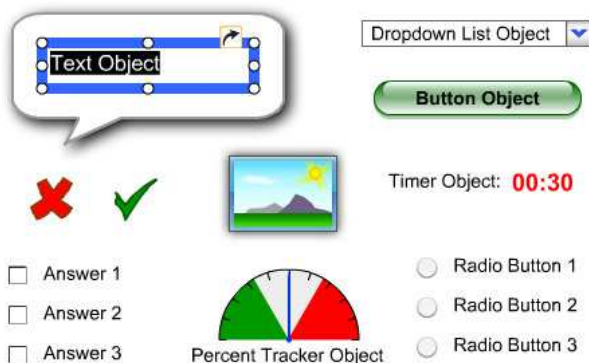 Text Object
Dropdown List Object
Button Object
Timer Object: 00:30
Answer 1
Answer 2
Answer 3
Percent Tracker Object
Radio Button 1
Radio Button 2
Radio Button 3